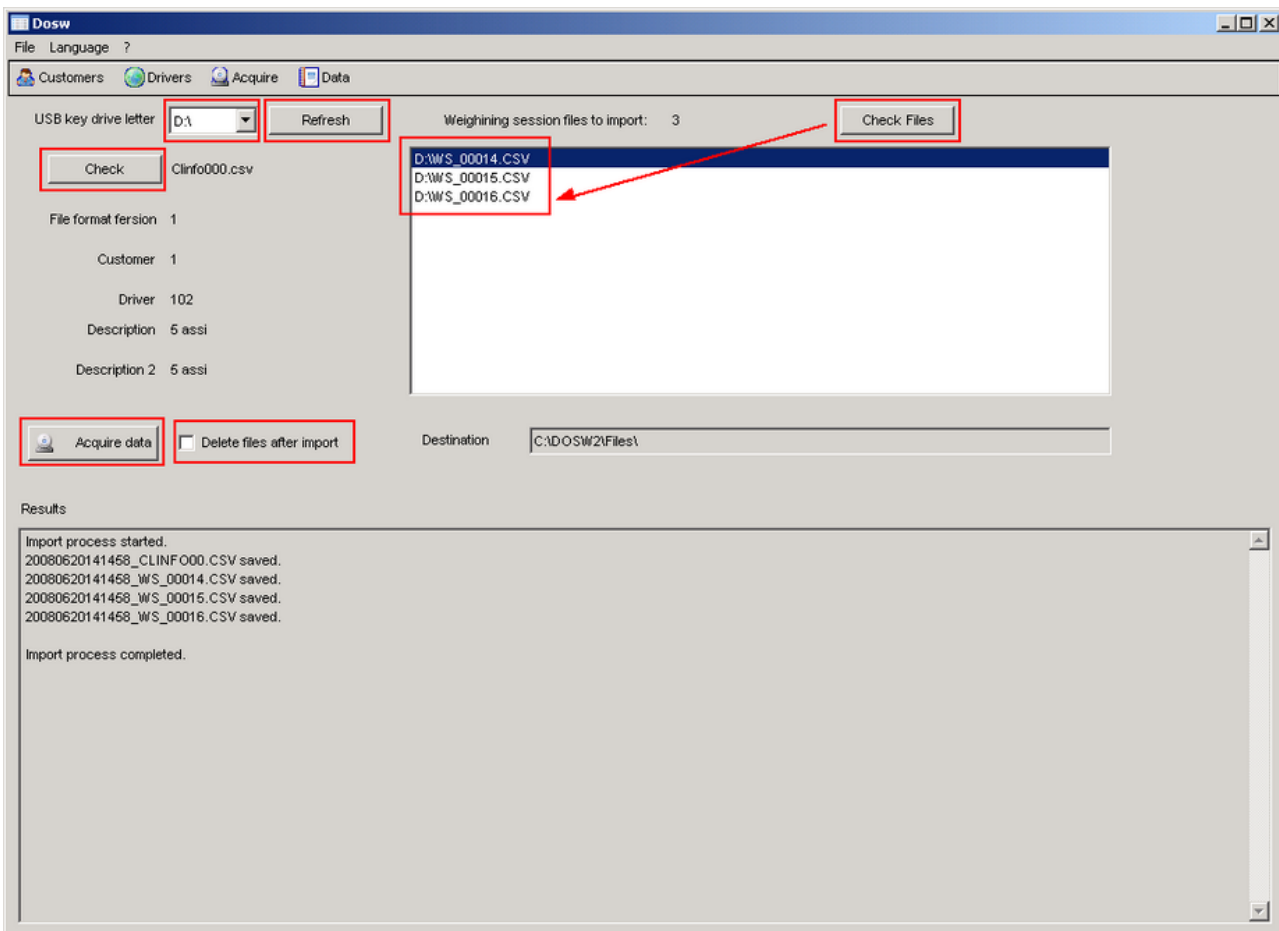 Dosw
File Language ?
Customers Drivers Acquire Data
USB key drive letter D:\ Refresh Weighining session files to import: 3 Check Files
Check Clinfo000.csv
D:\WS_00014.CSV
D:\WS_00015.CSV
D:\WS_00016.CSV
File format fersion 1
Customer 1
Driver 102
Description 5 assi
Description 2 5 assi
Acquire data Delete files after import Destination C:\DOSW2\Files\
Results
Import process started.
20080620141458_CLINFO00.CSV saved.
20080620141458_WS_00014.CSV saved.
20080620141458_WS_00015.CSV saved.
20080620141458_WS_00016.CSV saved.
Import process completed.